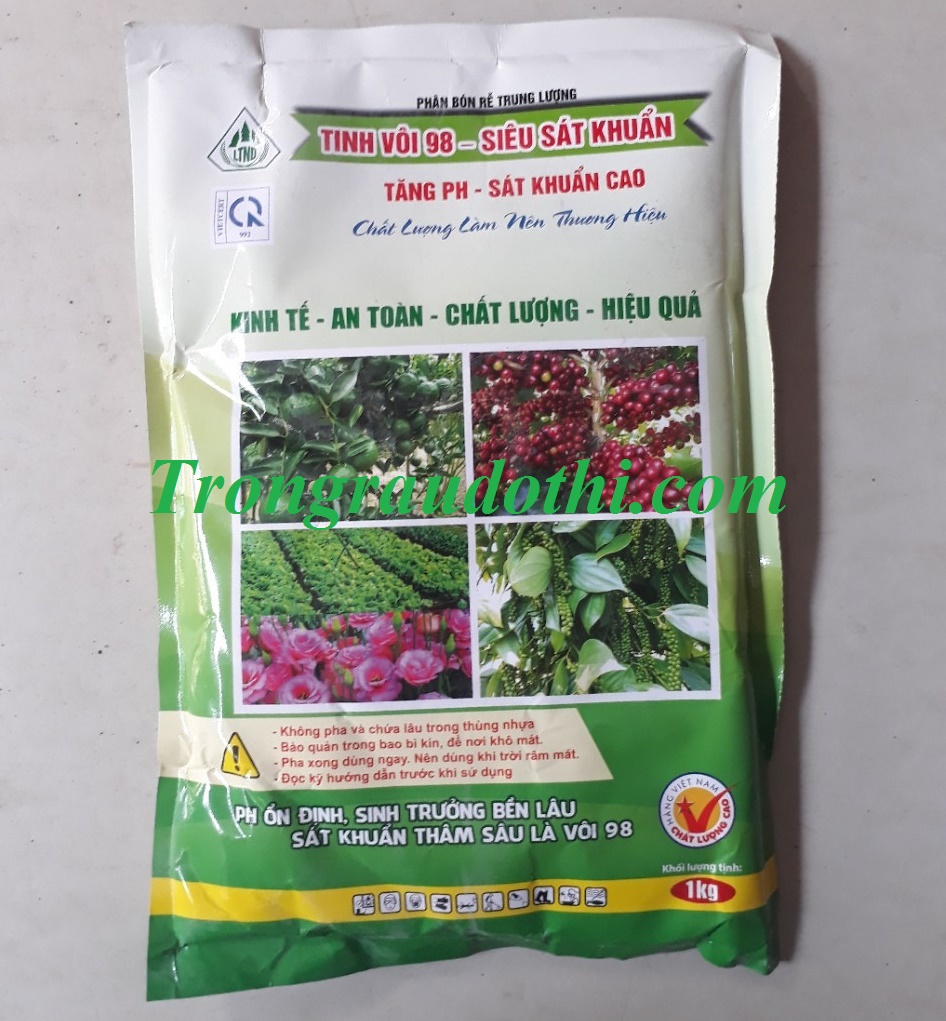 PHÂN BÓN RỄ TRUNG LƯỢNG
TINH VÔI 98 – SIÊU SÁT KHUẨN
LTND
TĂNG PH - SÁT KHUẨN CAO
VIETCERT
CR
992
Chất Lượng Làm Nên Thương Hiệu
KINH TẾ - AN TOÀN - CHẤT LƯỢNG - HIỆU QUẢ
Trongraudothi.com
- Không pha và chứa lâu trong thùng nhựa
- Bảo quản trong bao bì kín, để nơi khô mát.
- Pha xong dùng ngay. Nên dùng khi trời râm mát.
- Đọc kỹ hướng dẫn trước khi sử dụng
PH ỔN ĐỊNH, SINH TRƯỞNG BỀN LÂU
SÁT KHUẨN THÂM SÂU LÀ VÔI 98
HÀNG VIỆT NAM
CHẤT LƯỢNG CAO
Khối lượng tịnh:
1kg